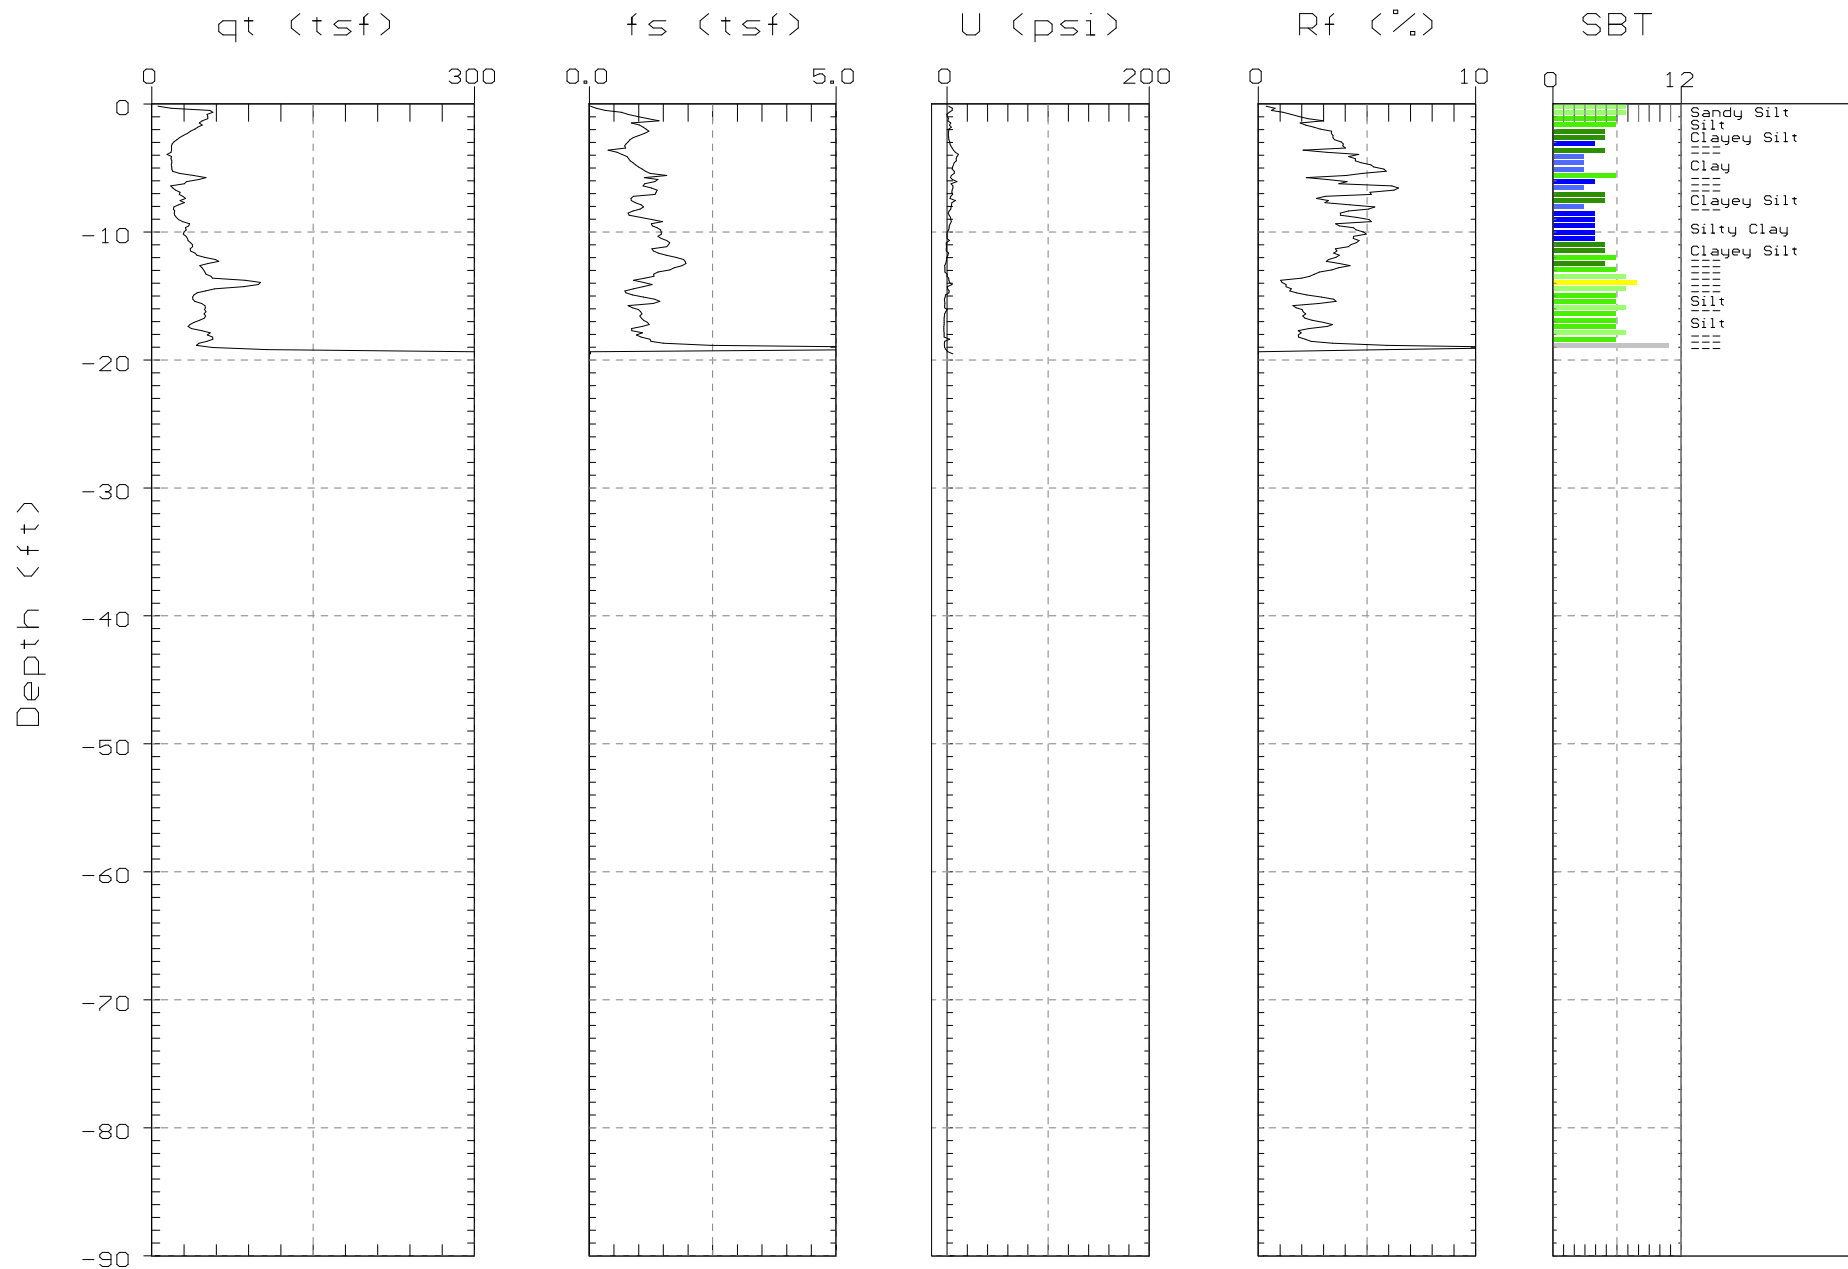 qt (tsf) fs (tsf) U (psi) Rf (%) SBT
0 300 0.0 5.0 0 200 0 10 0 12
0
-10
-20
-30
-40
-50
-60
-70
-80
-90
Depth (ft)
Sandy Silt
Silt
Clayey Silt
Clay
Clayey Silt
Silty Clay
Clayey Silt
Silt
Silt